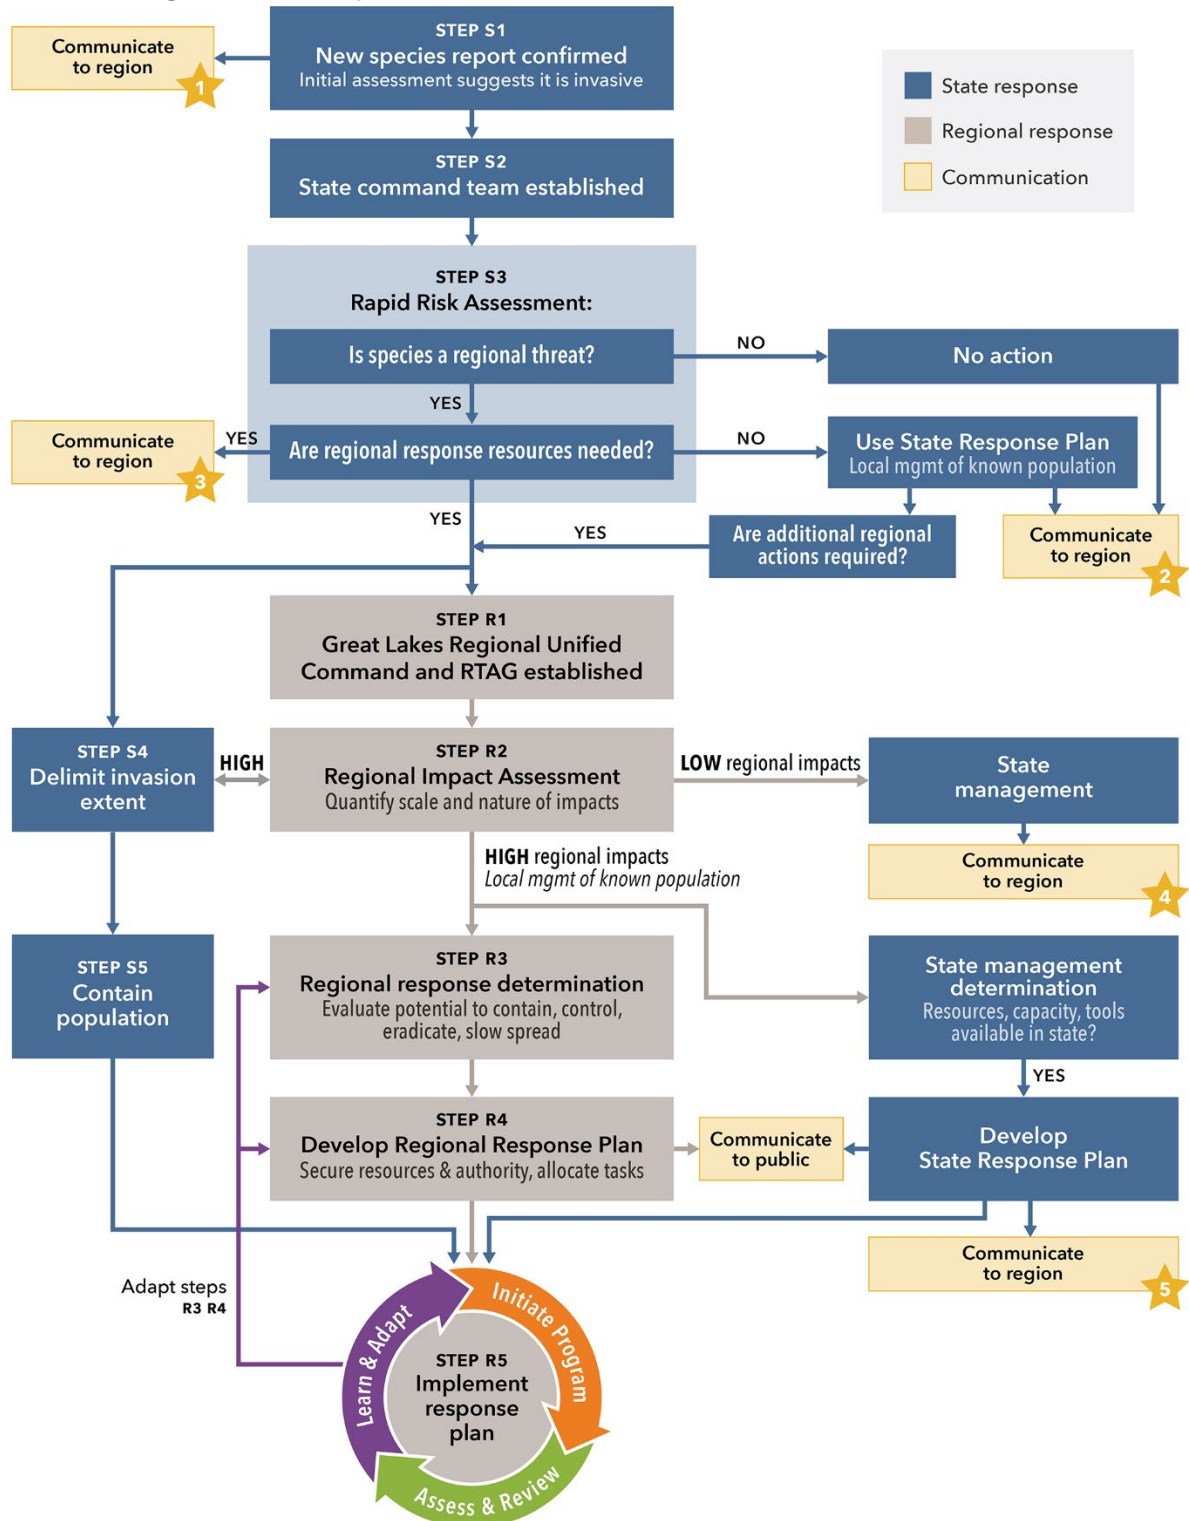 STEP S1
New species report confirmed
Initial assessment suggests it is invasive
Communicate
to region
1
State response
Regional response
Communication
STEP S2
State command team established
STEP S3
Rapid Risk Assessment:
Is species a regional threat?
NO
No action
YES
Communicate
to region
3
YES
Are regional response resources needed?
NO
Use State Response Plan
Local mgmt of known population
YES
YES
Are additional regional
actions required?
Communicate
to region
2
STEP R1
Great Lakes Regional Unified
Command and RTAG established
STEP S4
Delimit invasion
extent
HIGH
STEP R2
Regional Impact Assessment
Quantify scale and nature of impacts
LOW regional impacts
State
management
HIGH regional impacts
Local mgmt of known population
Communicate
to region
4
STEP S5
Contain
population
STEP R3
Regional response determination
Evaluate potential to contain, control,
eradicate, slow spread
State management
determination
Resources, capacity, tools
available in state?
YES
STEP R4
Develop Regional Response Plan
Secure resources & authority, allocate tasks
Communicate
to public
Develop
State Response Plan
Communicate
to region
5
Adapt steps
R3 R4
Learn & Adapt
Initiate Program
STEP R5
Implement
response
plan
Assess & Review